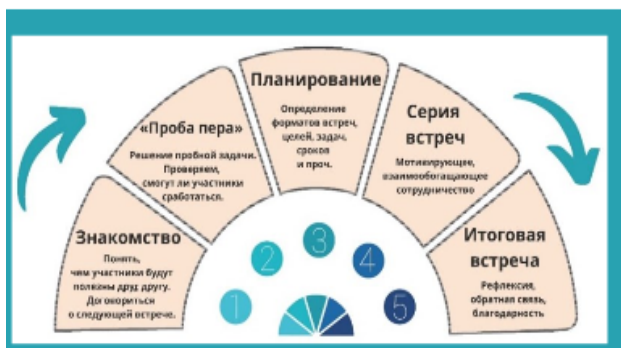 Знакомство
Понять,
чем участники будут
полезны друг другу.
Договориться
о следующей встрече.
«Проба пера»
Решение пробной задачи.
Проверяем,
смогут ли участники
сработаться.
Планирование
Определение
форматов встреч,
целей, задач,
сроков
и проч.
Серия
встреч
Мотивирующее,
взаимообогащающее
сотрудничество
Итоговая
встреча
Рефлексия,
обратная связь,
благодарность
1
2
3
4
5